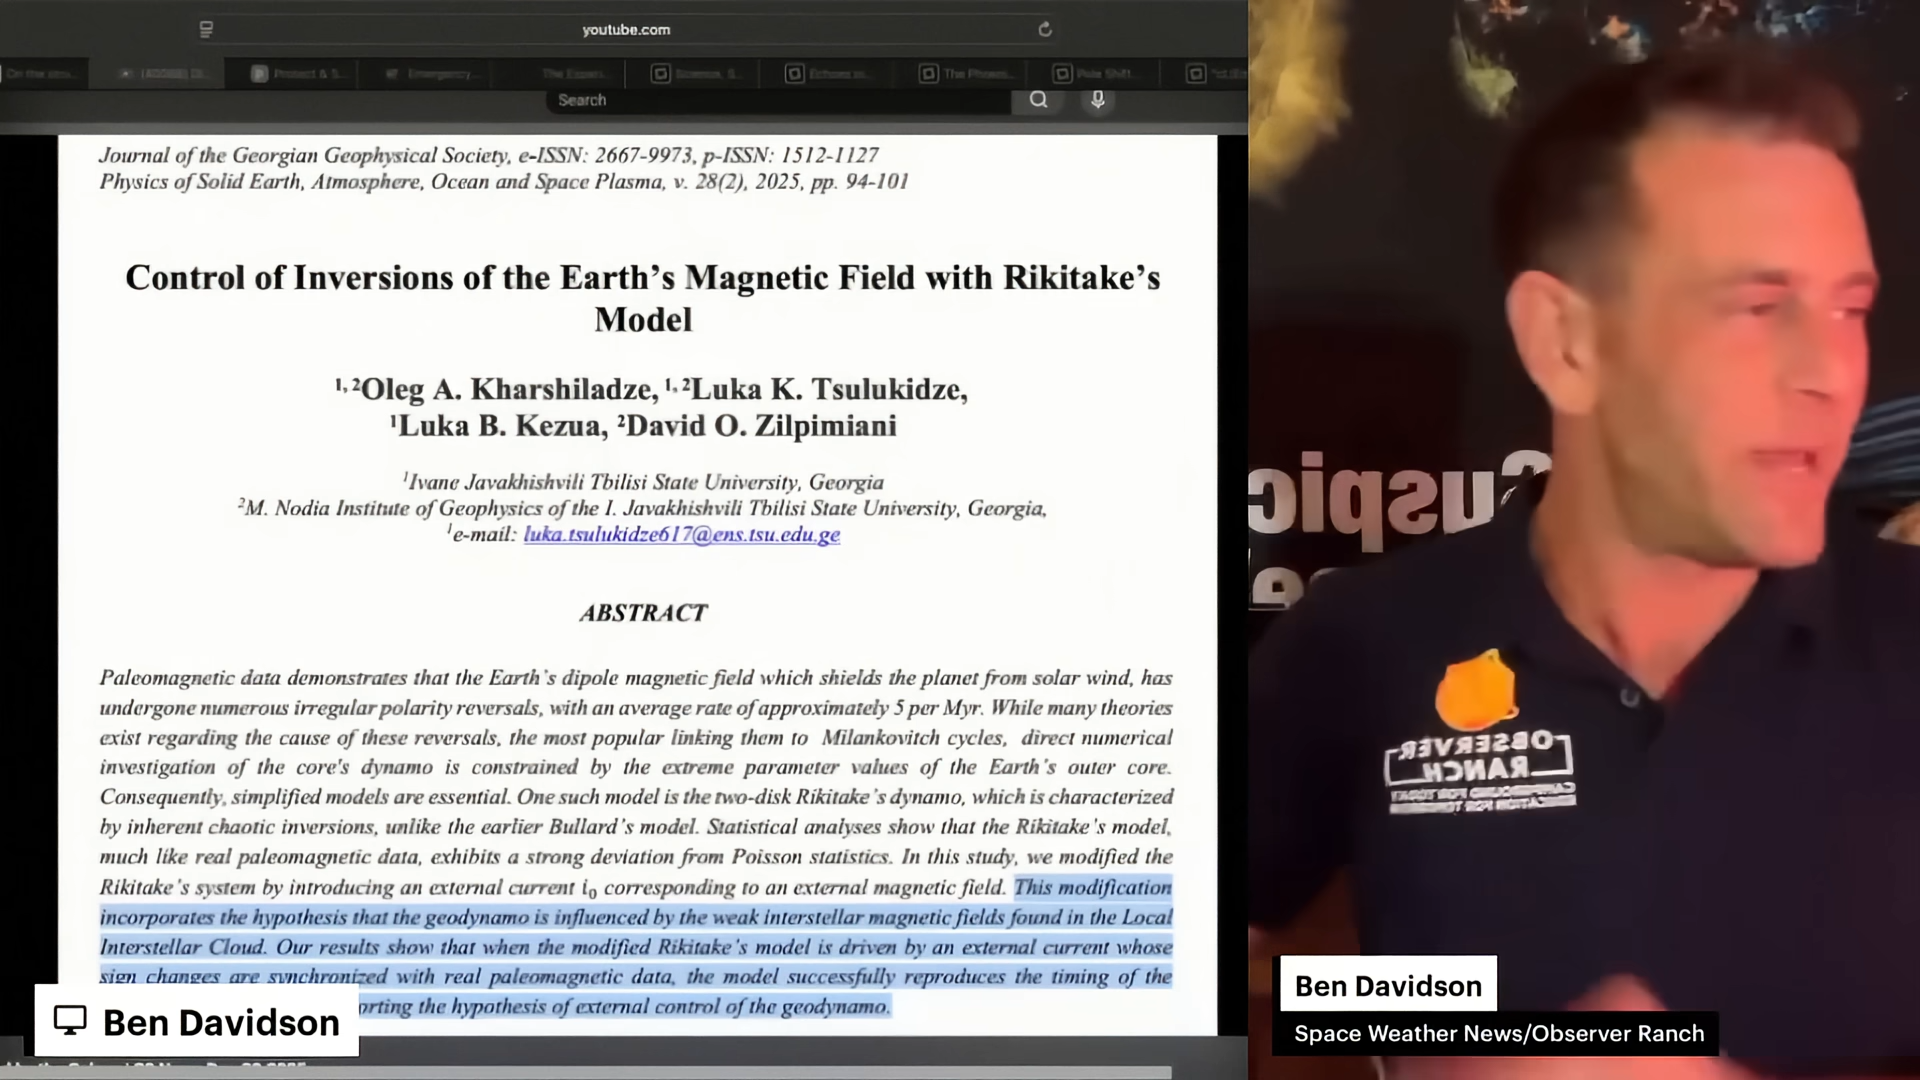 youtube.com
Search
Journal of the Georgian Geophysical Society, e-ISSN: 2667-9973, p-ISSN: 1512-1127
Physics of Solid Earth, Atmosphere, Ocean and Space Plasma, v. 28(2), 2025, pp. 94-101
Control of Inversions of the Earth's Magnetic Field with Rikitake's
Model
1,2Oleg A. Kharshiladze, 1,2Luka K. Tsulukidze,
1Luka B. Kezua, 2David O. Zilpimiani
1Ivane Javakhishvili Tbilisi State University, Georgia
2M. Nodia Institute of Geophysics of the I. Javakhishvili Tbilisi State University, Georgia,
1e-mail: luka.tsulukidze617@ens.tsu.edu.ge
ABSTRACT
Paleomagnetic data demonstrates that the Earth's dipole magnetic field which shields the planet from solar wind, has
undergone numerous irregular polarity reversals, with an average rate of approximately 5 per Myr. While many theories
exist regarding the cause of these reversals, the most popular linking them to Milankovitch cycles, direct numerical
investigation of the core's dynamo is constrained by the extreme parameter values of the Earth's outer core.
Consequently, simplified models are essential. One such model is the two-disk Rikitake's dynamo, which is characterized
by inherent chaotic inversions, unlike the earlier Bullard's model. Statistical analyses show that the Rikitake's model,
much like real paleomagnetic data, exhibits a strong deviation from Poisson statistics. In this study, we modified the
Rikitake's system by introducing an external current i0 corresponding to an external magnetic field. This modification
incorporates the hypothesis that the geodynamo is influenced by the weak interstellar magnetic fields found in the Local
Interstellar Cloud. Our results show that when the modified Rikitake's model is driven by an external current whose
sign changes are synchronized with real paleomagnetic data, the model successfully reproduces the timing of the
orting the hypothesis of external control of the geodynamo.
Ben Davidson
OBSERVER
RANCH
Ben Davidson
Space Weather News/Observer Ranch